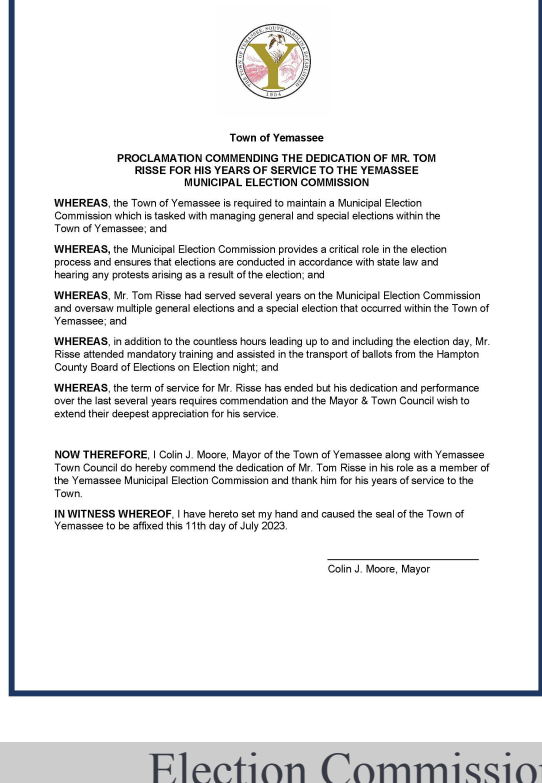 THE TOWN OF YEMASSEE, SOUTH CAROLINA
Y
1954
Town of Yemassee
PROCLAMATION COMMENDING THE DEDICATION OF MR. TOM
RISSE FOR HIS YEARS OF SERVICE TO THE YEMASSEE
MUNICIPAL ELECTION COMMISSION
WHEREAS, the Town of Yemassee is required to maintain a Municipal Election
Commission which is tasked with managing general and special elections within the
Town of Yemassee; and
WHEREAS, the Municipal Election Commission provides a critical role in the election
process and ensures that elections are conducted in accordance with state law and
hearing any protests arising as a result of the election; and
WHEREAS, Mr. Tom Risse had served several years on the Municipal Election Commission
and oversaw multiple general elections and a special election that occurred within the Town of
Yemassee; and
WHEREAS, in addition to the countless hours leading up to and including the election day, Mr.
Risse attended mandatory training and assisted in the transport of ballots from the Hampton
County Board of Elections on Election night; and
WHEREAS, the term of service for Mr. Risse has ended but his dedication and performance
over the last several years requires commendation and the Mayor & Town Council wish to
extend their deepest appreciation for his service.
NOW THEREFORE, I Colin J. Moore, Mayor of the Town of Yemassee along with Yemassee
Town Council do hereby commend the dedication of Mr. Tom Risse in his role as a member of
the Yemassee Municipal Election Commission and thank him for his years of service to the
Town.
IN WITNESS WHEREOF, I have hereto set my hand and caused the seal of the Town of
Yemassee to be affixed this 11th day of July 2023.
Colin J. Moore, Mayor
Election Commissio